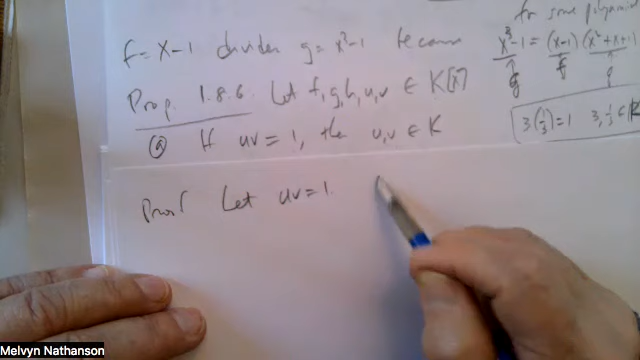 for some polynomial
f = x-1 divides g = x³-1 because
x³-1 = (x-1)(x²+x+1)
g f q
Prop. 1.8.6. Let f,g,h,u,v ∈ K[x]
3(1/3)=1 3, 1/3 ∈ K
(a) If uv = 1, the u,v ∈ K
Proof Let uv=1.
Melvyn Nathanson